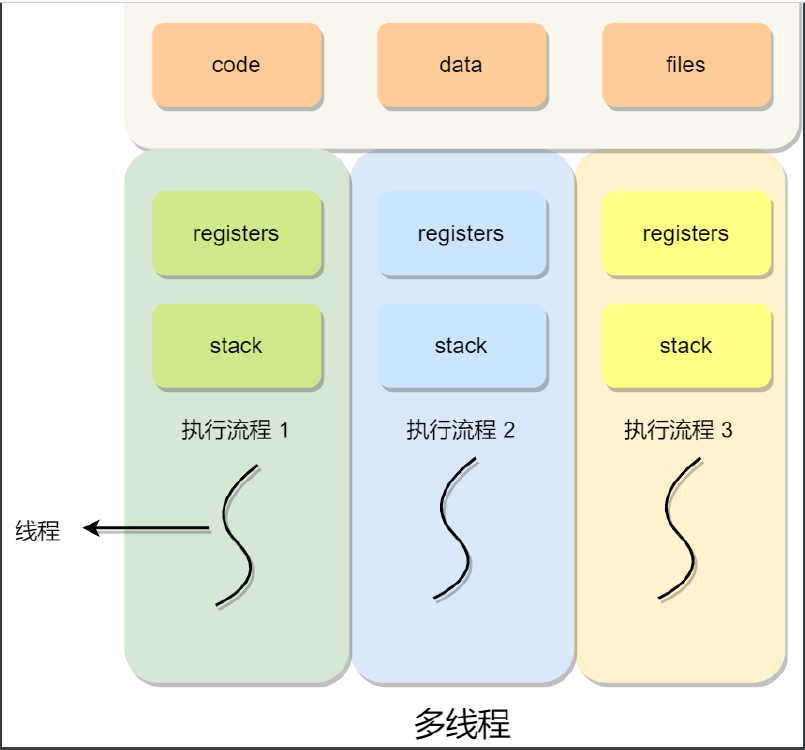 code
data
files
registers
registers
registers
stack
stack
stack
执行流程 1
执行流程 2
执行流程 3
线程
多线程